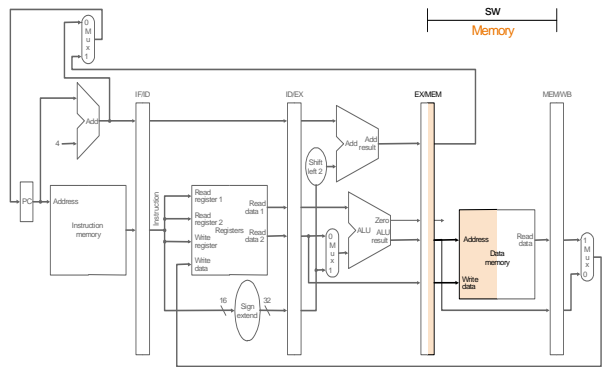 SW
Memory
0
M
u
x
1
IF/ID
ID/EX
EX/MEM
MEM/WB
Add
4
Add
Add
result
Shift
left 2
PC
Address
Instruction
memory
Instruction
Read
register 1
Read
register 2
Registers
Write
register
Write
data
Read
data 1
Read
data 2
0
M
u
x
1
Zero
ALU
ALU
result
Address
Data
memory
Write
data
Read
data
1
M
u
x
0
16
Sign
extend
32